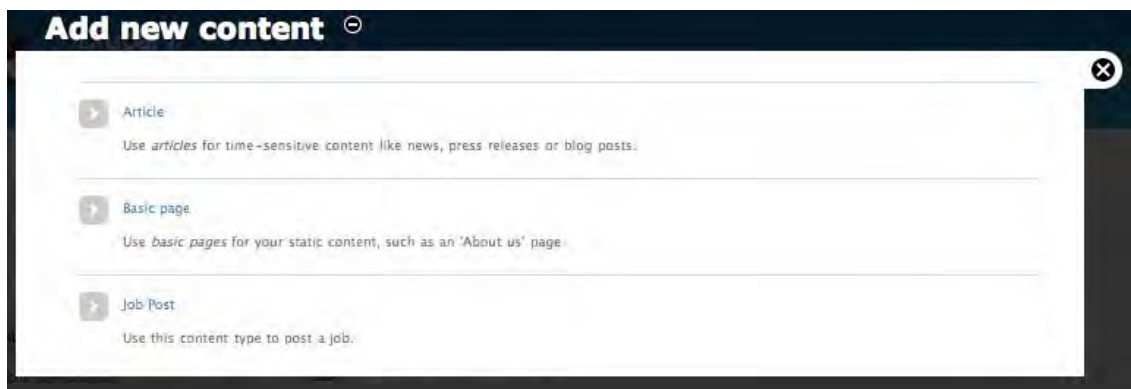 Add new content
Article
Use articles for time-sensitive content like news, press releases or blog posts.
Basic page
Use basic pages for your static content, such as an 'About us' page
Job Post
Use this content type to post a job.